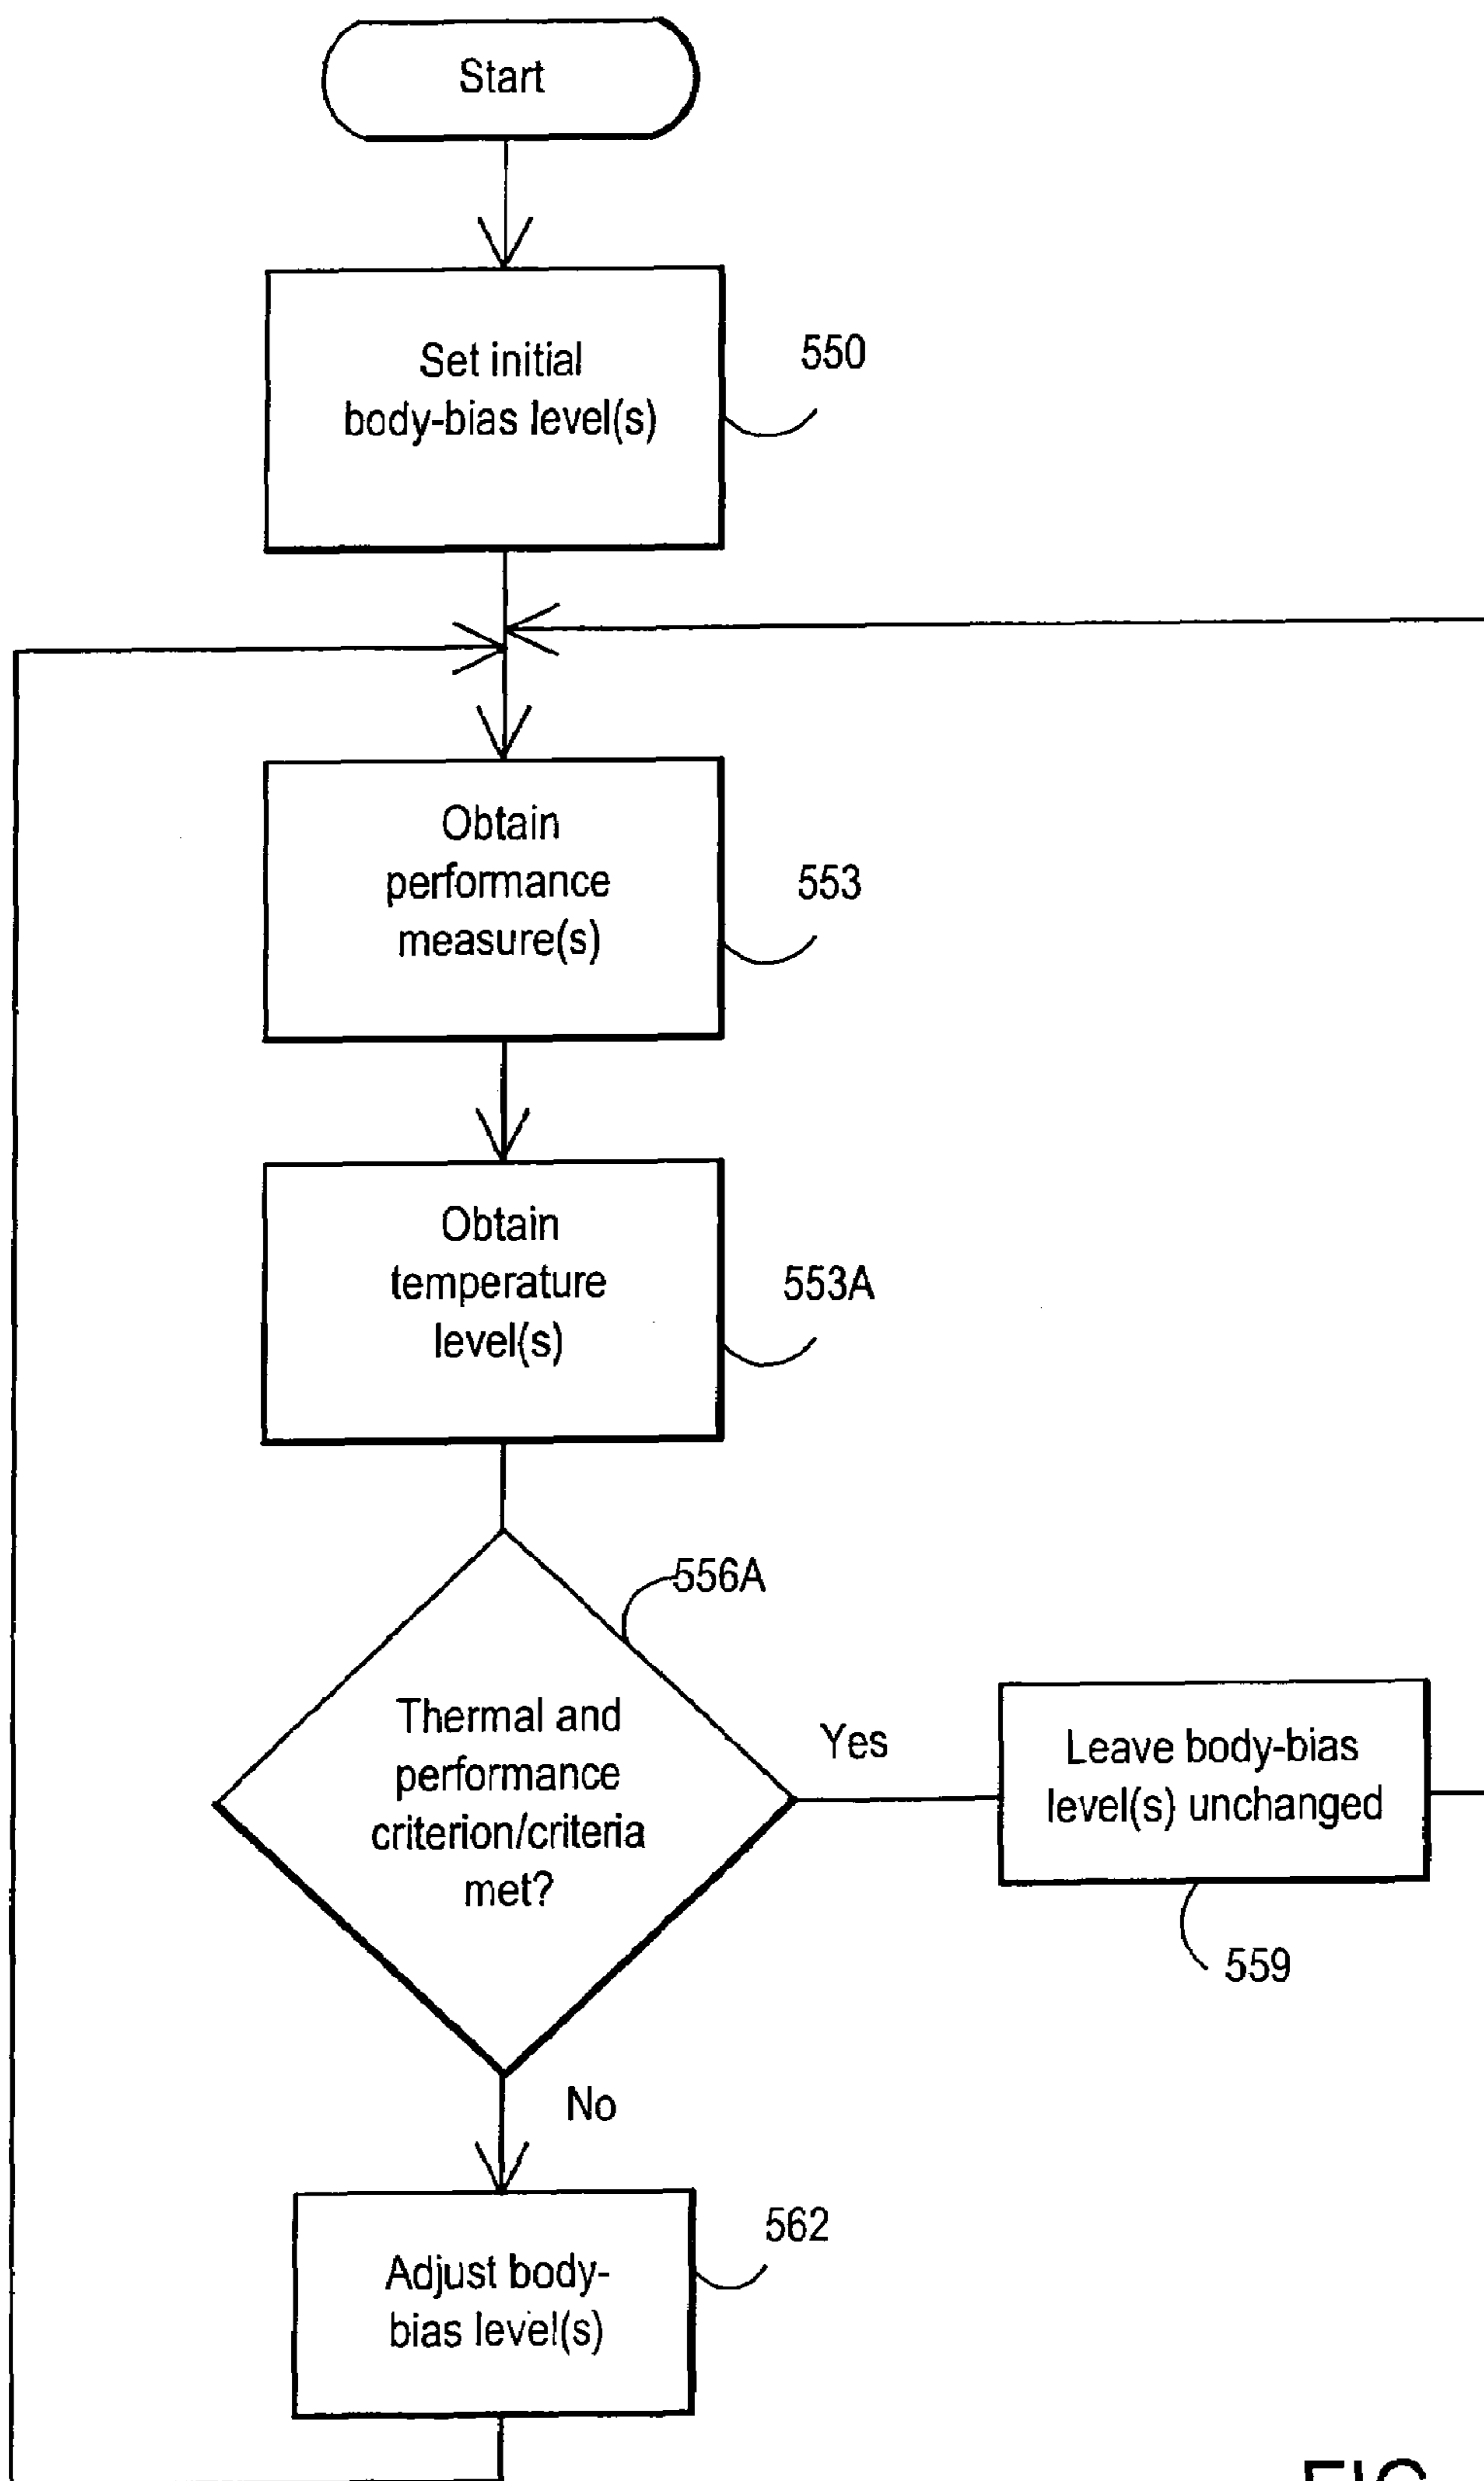 Start
Set initial
body-bias level(s)
550
Obtain
performance
measure(s)
553
Obtain
temperature
level(s)
553A
556A
Thermal and
performance
criterion/criteria
met?
Yes
Leave body-bias
level(s) unchanged
559
No
562
Adjust body-
bias level(s)
FIG